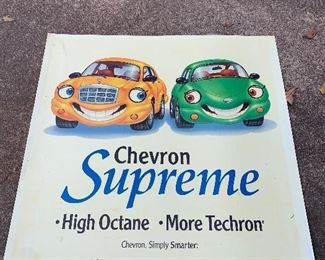 Chevron
Supreme
•High Octane •More Techron
Chevron. Simply Smarter.